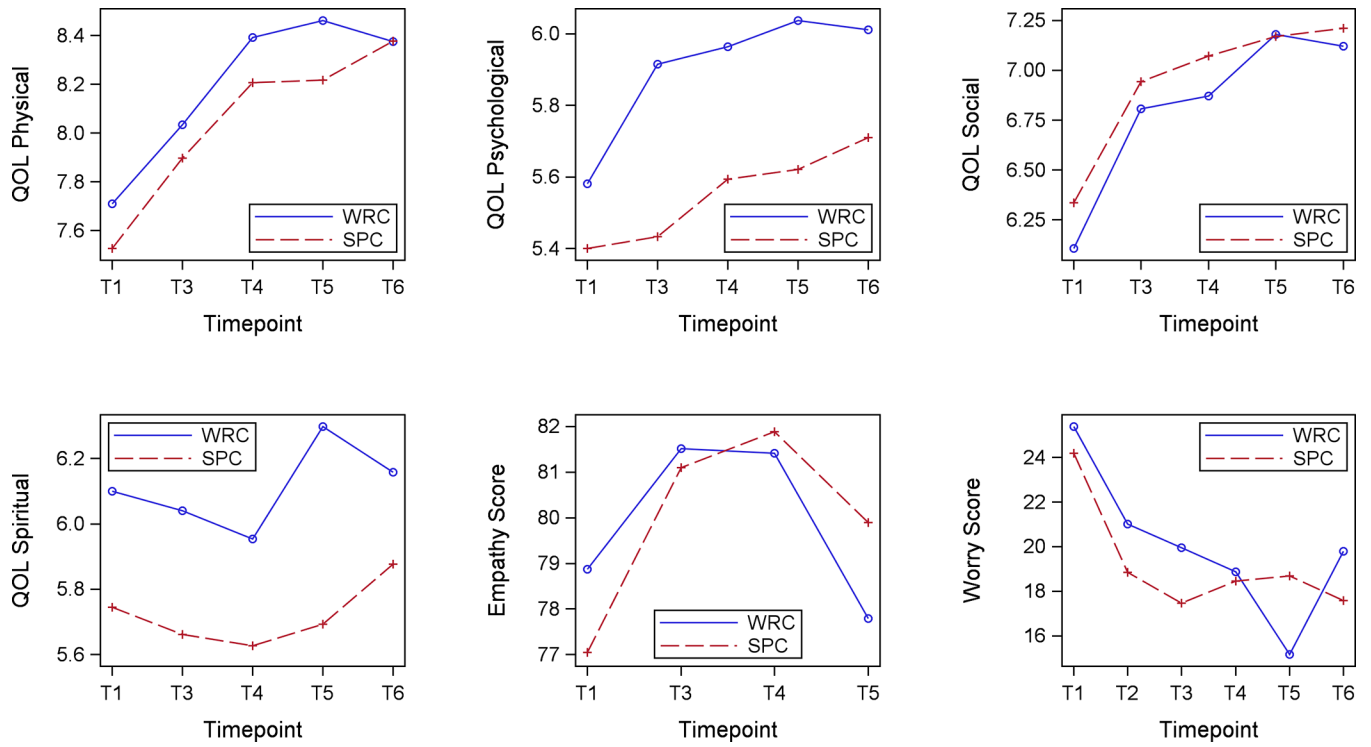 QOL Physical
8.4
8.2
8.0
7.8
7.6
WRC
SPC
T1 T3 T4 T5 T6
Timepoint
QOL Psychological
6.0
5.8
5.6
5.4
WRC
SPC
T1 T3 T4 T5 T6
Timepoint
QOL Social
7.25
7.00
6.75
6.50
6.25
WRC
SPC
T1 T3 T4 T5 T6
Timepoint
QOL Spiritual
6.2
6.0
5.8
5.6
WRC
SPC
T1 T3 T4 T5 T6
Timepoint
Empathy Score
82
81
80
79
78
77
WRC
SPC
T1 T3 T4 T5
Timepoint
Worry Score
24
22
20
18
16
WRC
SPC
T1 T2 T3 T4 T5 T6
Timepoint